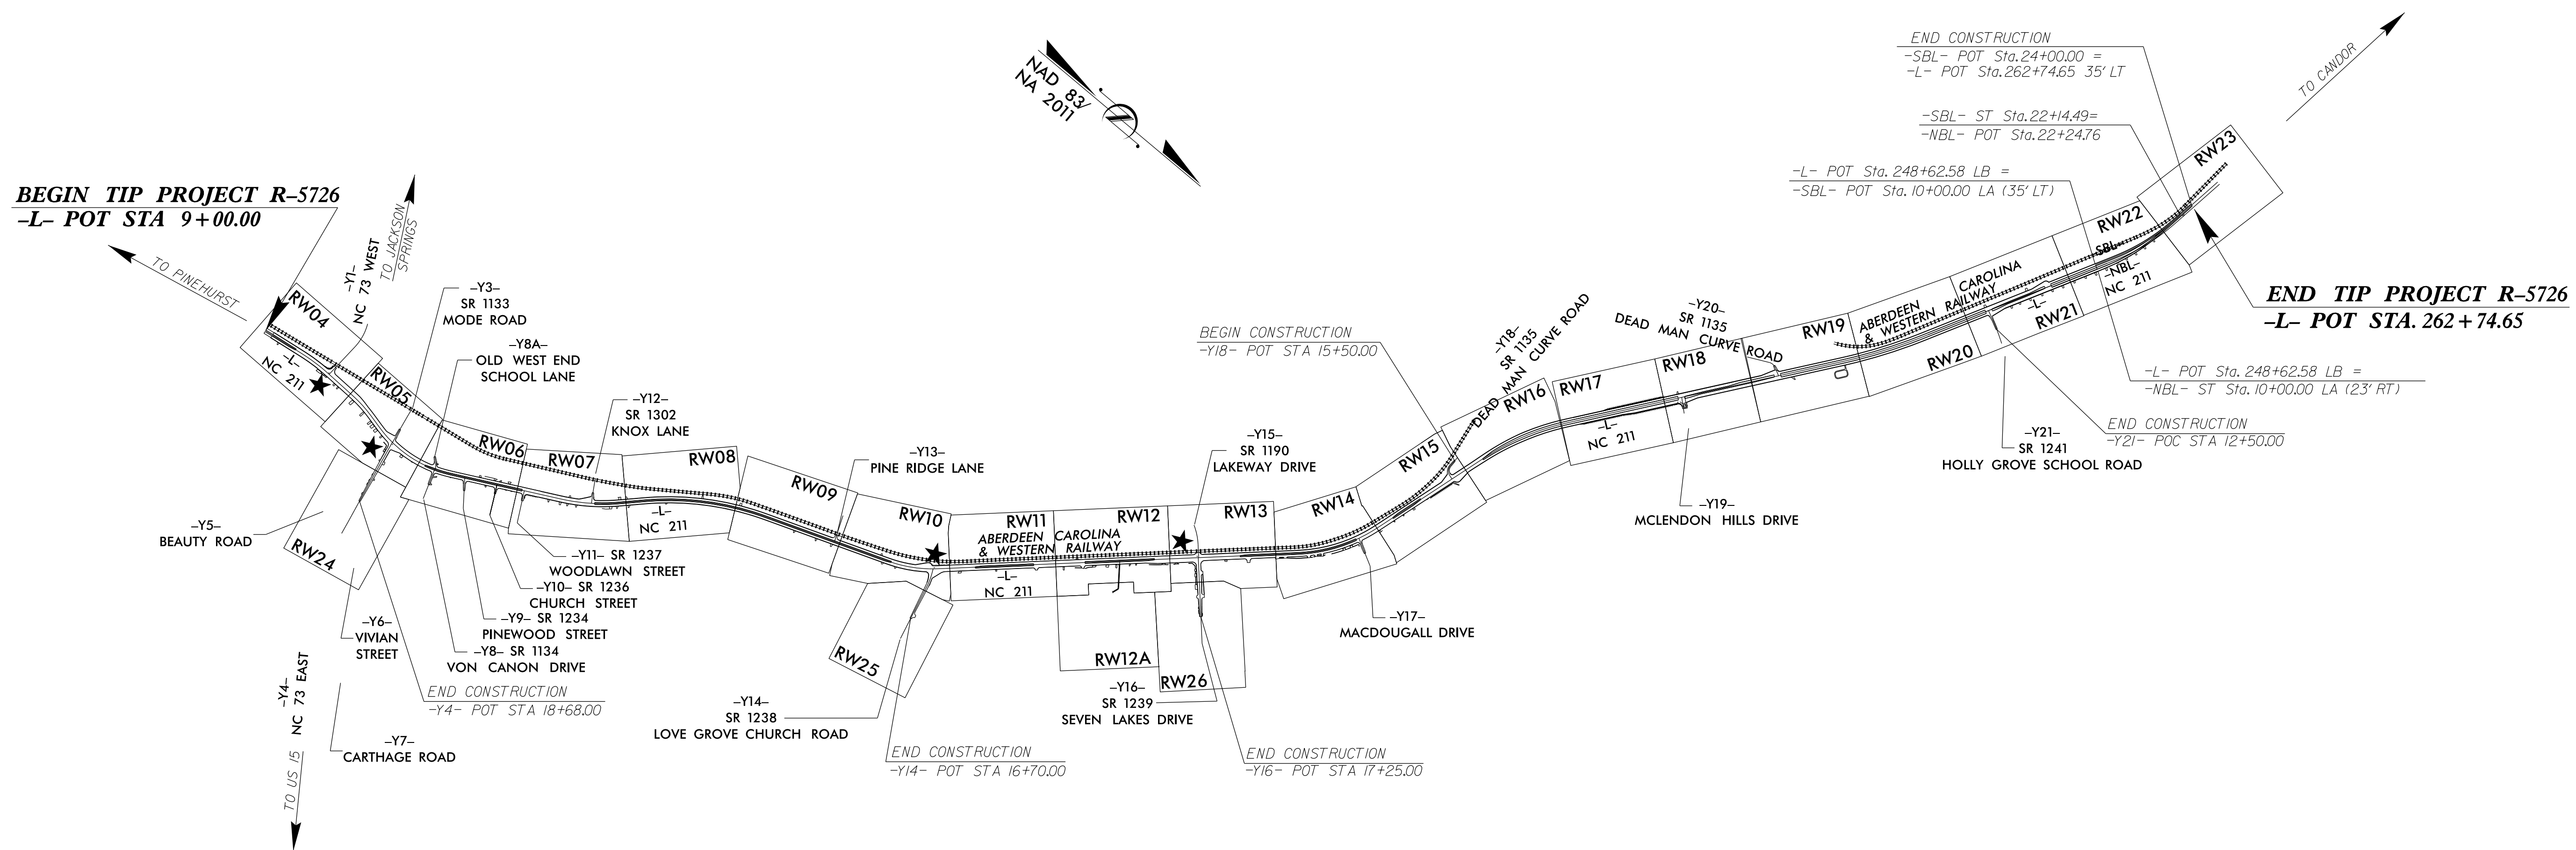 BEGIN TIP PROJECT R-5726
-L- POT STA 9+00.00
TO PINEHURST
-Y1-
NC 73 WEST
TO JACKSON
SPRINGS
NAD 83/
NA 2011
END CONSTRUCTION
-SBL- POT Sta. 24+00.00 =
-L- POT Sta. 262+74.65 35' LT
TO CANDOR
-SBL- ST Sta. 22+14.49=
-NBL- POT Sta. 22+24.76
-L- POT Sta. 248+62.58 LB =
-SBL- POT Sta. 10+00.00 LA (35' LT)
END TIP PROJECT R-5726
-L- POT STA. 262+74.65
-L- POT Sta. 248+62.58 LB =
-NBL- ST Sta. 10+00.00 LA (23' RT)
END CONSTRUCTION
-Y21- POC STA 12+50.00
-Y21-
SR 1241
HOLLY GROVE SCHOOL ROAD
RW04
-L-
NC 211
RW05
-Y3-
SR 1133
MODE ROAD
-Y8A-
OLD WEST END
SCHOOL LANE
RW06
RW07
-Y12-
SR 1302
KNOX LANE
RW08
-L-
NC 211
RW09
-Y13-
PINE RIDGE LANE
RW10
RW11
RW12
ABERDEEN CAROLINA
& WESTERN RAILWAY
-L-
NC 211
-Y15-
SR 1190
LAKEWAY DRIVE
RW13
RW14
RW15
BEGIN CONSTRUCTION
-Y18- POT STA 15+50.00
-Y18-
SR 1135
DEAD MAN CURVE ROAD
RW16
RW17
RW18
-L-
NC 211
-Y20-
SR 1135
DEAD MAN CURVE ROAD
RW19
ABERDEEN CAROLINA
& WESTERN RAILWAY
RW20
-L-
RW21
RW22
SBL-
-NBL-
NC 211
RW23
-Y19-
MCLENDON HILLS DRIVE
-Y17-
MACDOUGALL DRIVE
-Y5-
BEAUTY ROAD
RW24
-Y6-
VIVIAN
STREET
-Y4-
NC 73 EAST
TO US 15
-Y7-
CARTHAGE ROAD
-Y11- SR 1237
WOODLAWN STREET
-Y10- SR 1236
CHURCH STREET
-Y9- SR 1234
PINEWOOD STREET
-Y8- SR 1134
VON CANON DRIVE
END CONSTRUCTION
-Y4- POT STA 18+68.00
RW25
-Y14-
SR 1238
LOVE GROVE CHURCH ROAD
END CONSTRUCTION
-Y14- POT STA 16+70.00
RW12A
RW26
-Y16-
SR 1239
SEVEN LAKES DRIVE
END CONSTRUCTION
-Y16- POT STA 17+25.00